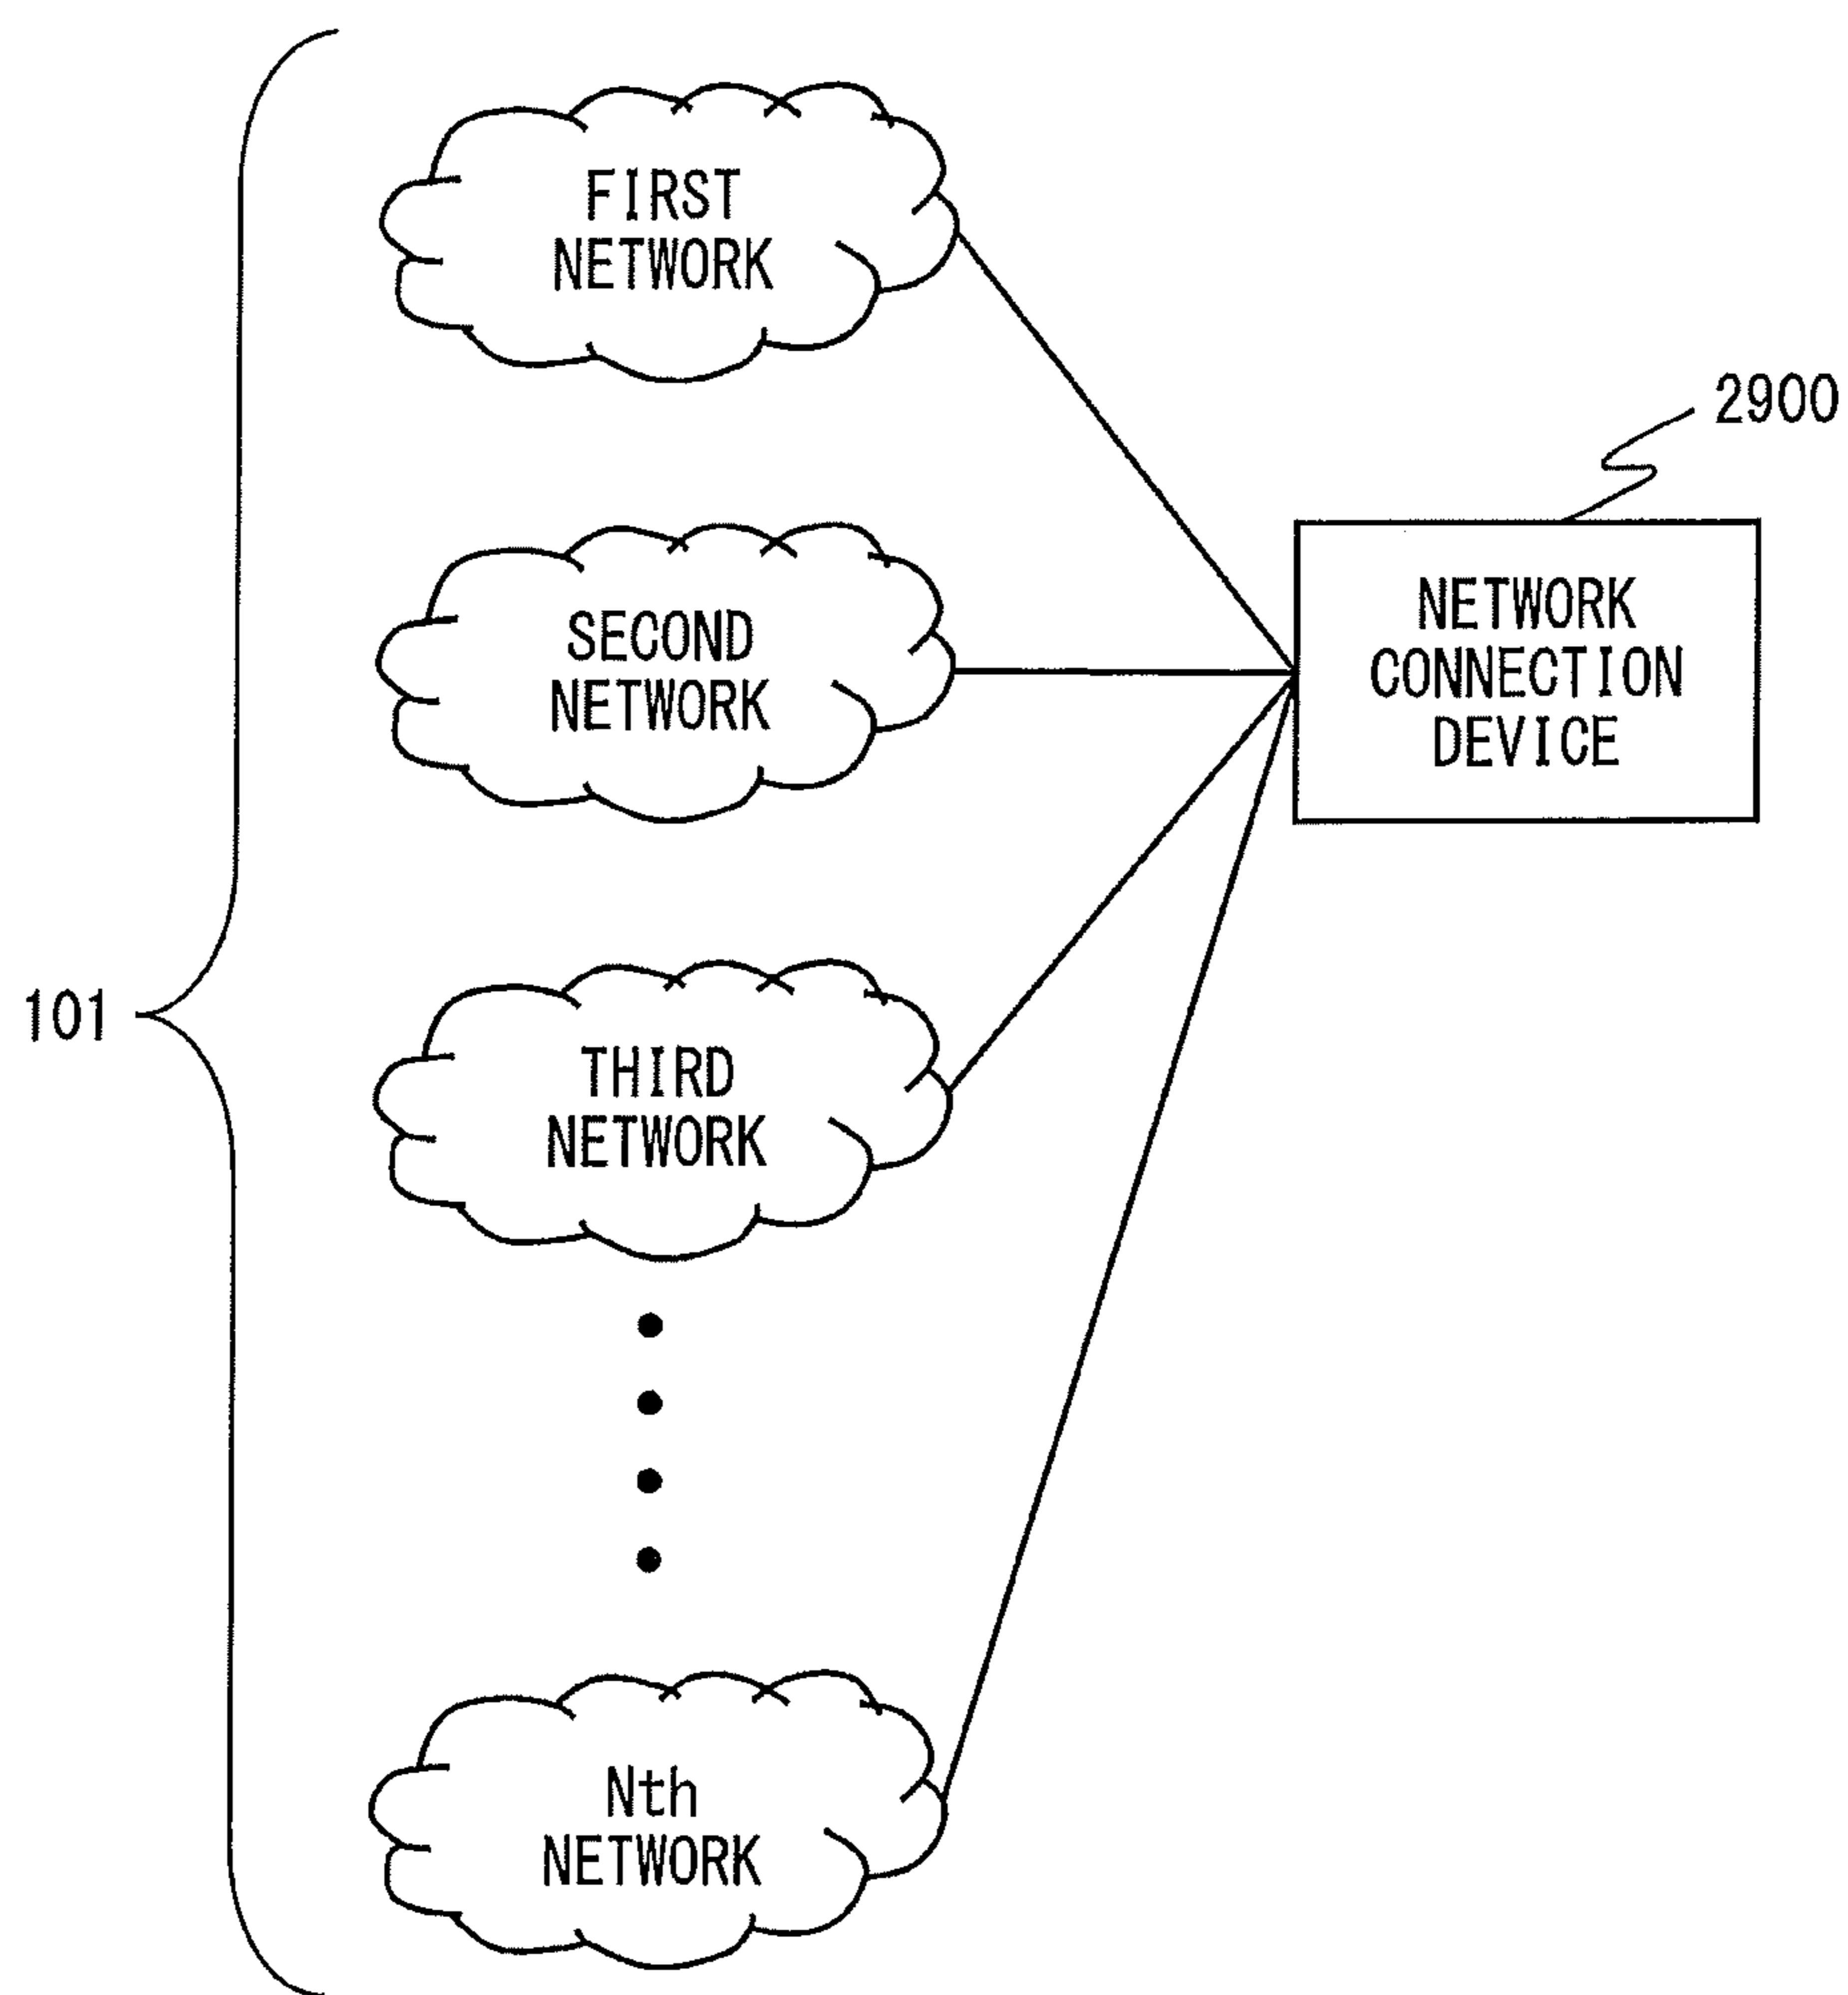 FIRST
NETWORK
2900
SECOND
NETWORK
NETWORK
CONNECTION
DEVICE
101
THIRD
NETWORK
Nth
NETWORK